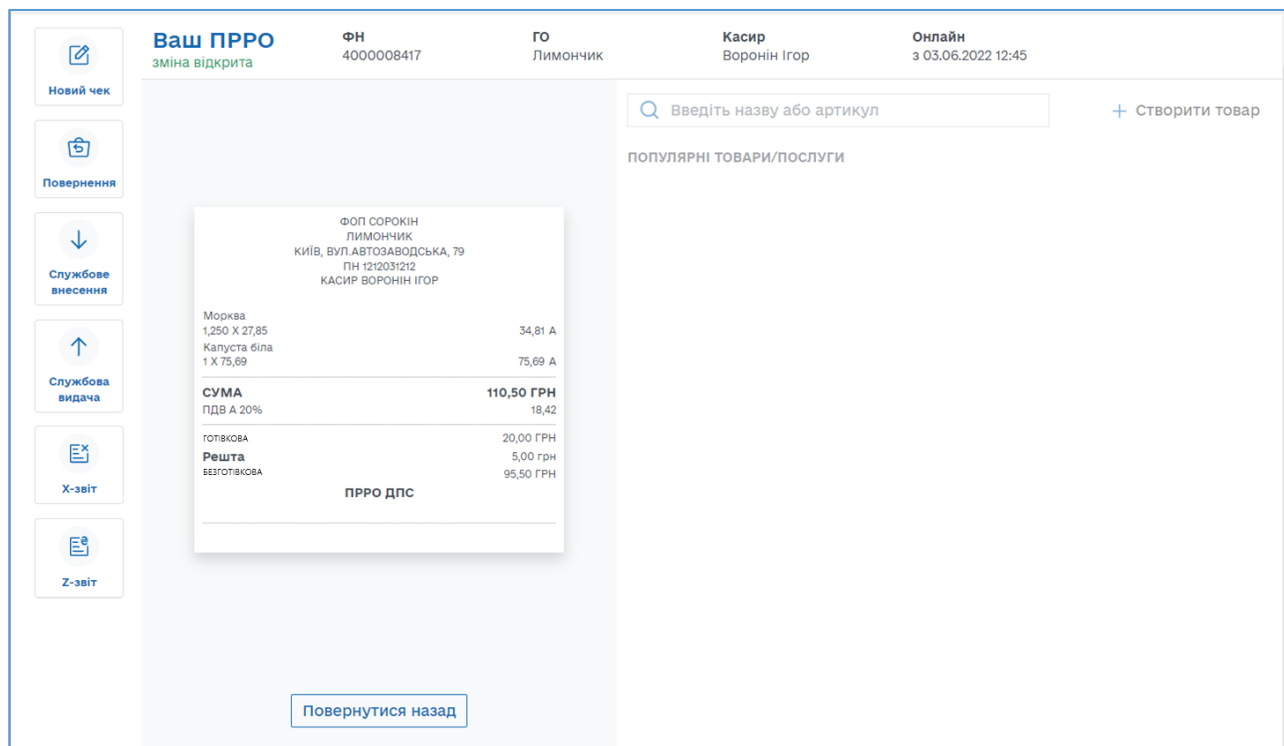 Новий чек
Повернення
Службове
внесення
Службова
видача
X-звіт
Z-звіт
Ваш ПРРО
зміна відкрита
ФН
4000008417
ГО
Лимончик
Касир
Воронін Ігор
Онлайн
з 03.06.2022 12:45
ФОП СОРОКІН
ЛИМОНЧИК
КИЇВ, ВУЛ.АВТОЗАВОДСЬКА, 79
ПН 1212031212
КАСИР ВОРОНІН ІГОР
Морква
1,250 X 27,85 34,81 А
Капуста біла
1 X 75,69 75,69 А
СУМА 110,50 ГРН
ПДВ А 20% 18,42
ГОТІВКОВА 20,00 ГРН
Решта 5,00 грн
БЕЗГОТІВКОВА 95,50 ГРН
ПРРО ДПС
Повернутися назад
Введіть назву або артикул
+ Створити товар
ПОПУЛЯРНІ ТОВАРИ/ПОСЛУГИ